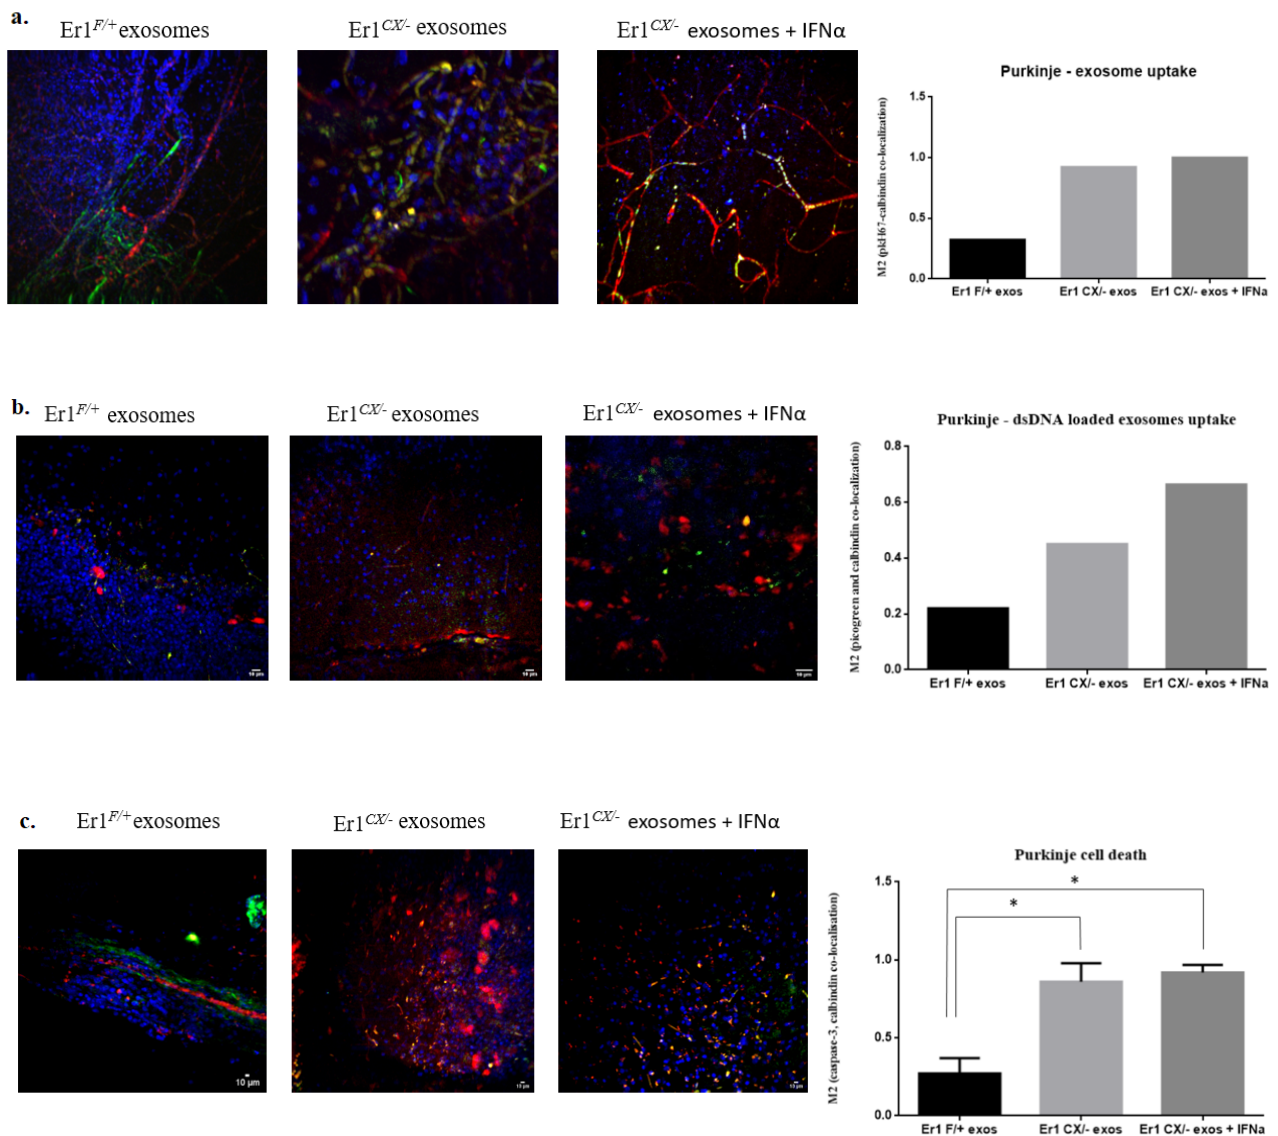 a.
Er1F/+ exosomes
Er1CX/- exosomes
Er1CX/- exosomes + IFNα
Purkinje - exosome uptake
M2 (pkH67-calbindin co-localization)
1.5
1.0
0.5
0.0
Er1 F/+ exos
Er1 CX/- exos
Er1 CX/- exos + IFNa
b.
Er1F/+ exosomes
Er1CX/- exosomes
Er1CX/- exosomes + IFNα
10 μm
10 μm
Purkinje - dsDNA loaded exosomes uptake
M2 (picogreen and calbindin co-localization)
0.8
0.6
0.4
0.2
0.0
Er1 F/+ exos
Er1 CX/- exos
Er1 CX/- exos + IFNa
c.
Er1F/+ exosomes
Er1CX/- exosomes
Er1CX/- exosomes + IFNα
10 μm
Purkinje cell death
M2 (caspase-3, calbindin co-localisation)
1.5
1.0
0.5
0.0
*
*
Er1 F/+ exos
Er1 CX/- exos
Er1 CX/- exos + IFNa